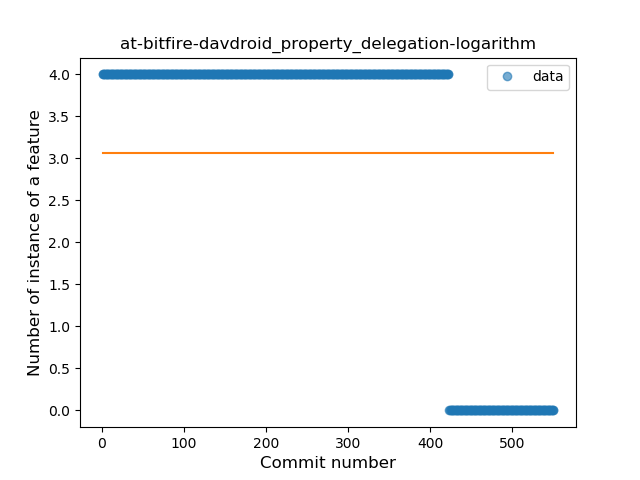 at-bitfire-davdroid_property_delegation-logarithm
data
Number of instance of a feature
4.0
3.5
3.0
2.5
2.0
1.5
1.0
0.5
0.0
0 100 200 300 400 500
Commit number